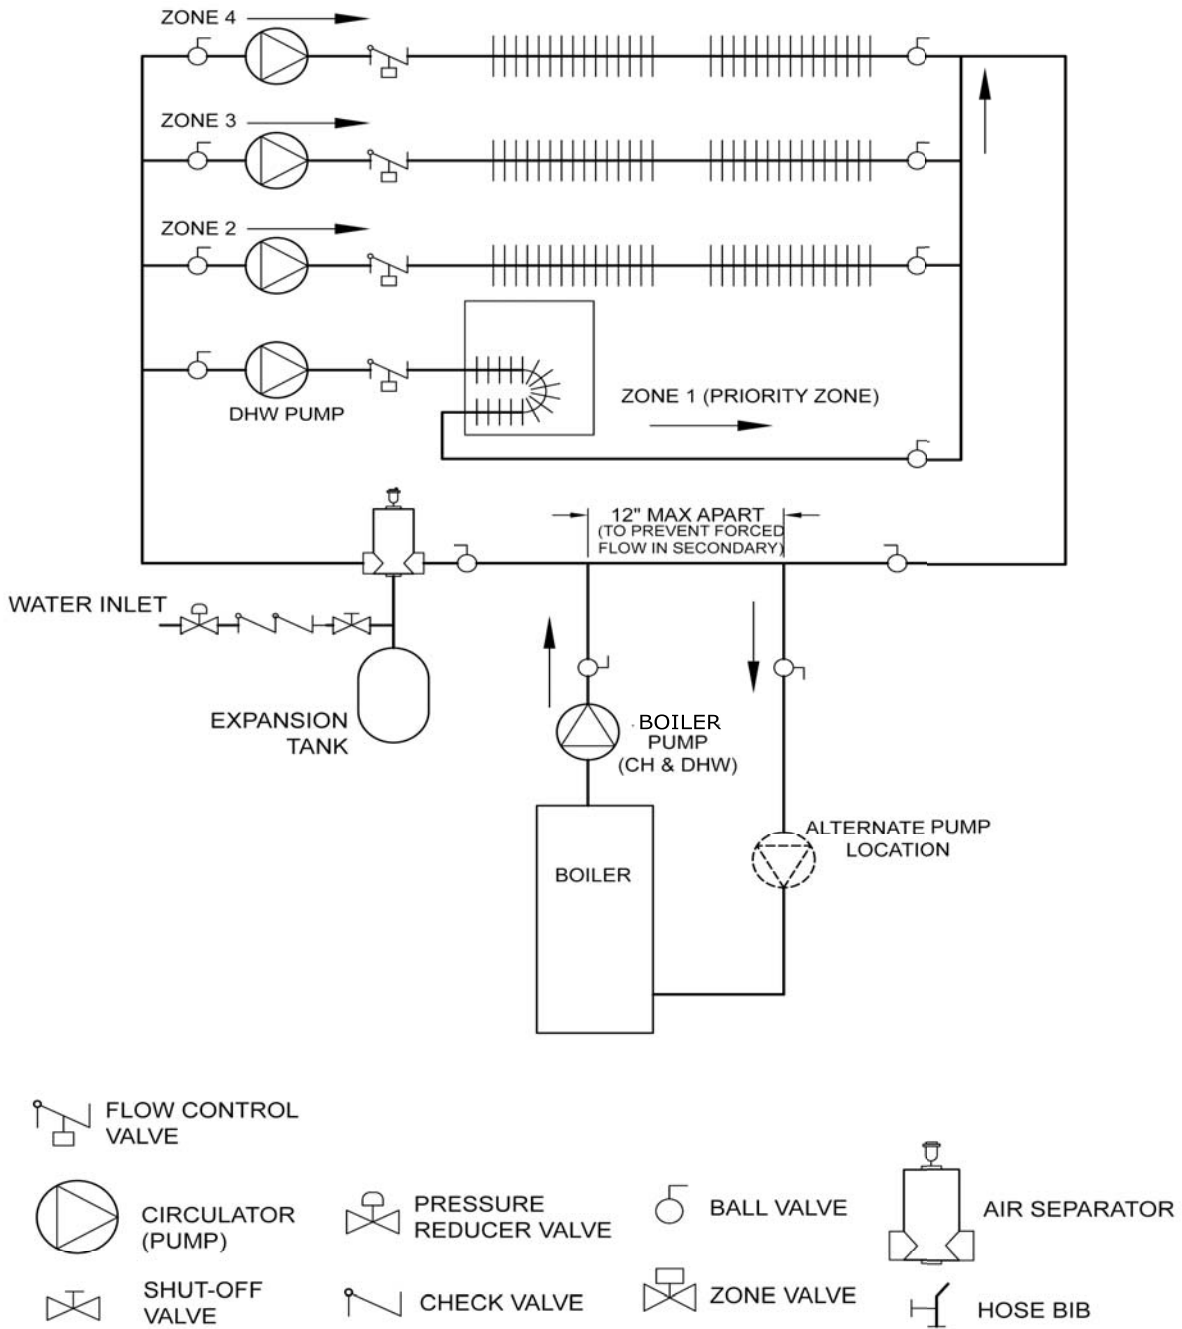 ZONE 4
ZONE 3
ZONE 2
DHW PUMP
ZONE 1 (PRIORITY ZONE)
12" MAX APART
(TO PREVENT FORCED
FLOW IN SECONDARY)
WATER INLET
EXPANSION
TANK
BOILER
PUMP
(CH & DHW)
ALTERNATE PUMP
LOCATION
BOILER
FLOW CONTROL
VALVE
CIRCULATOR
(PUMP)
PRESSURE
REDUCER VALVE
BALL VALVE
AIR SEPARATOR
SHUT-OFF
VALVE
CHECK VALVE
ZONE VALVE
HOSE BIB